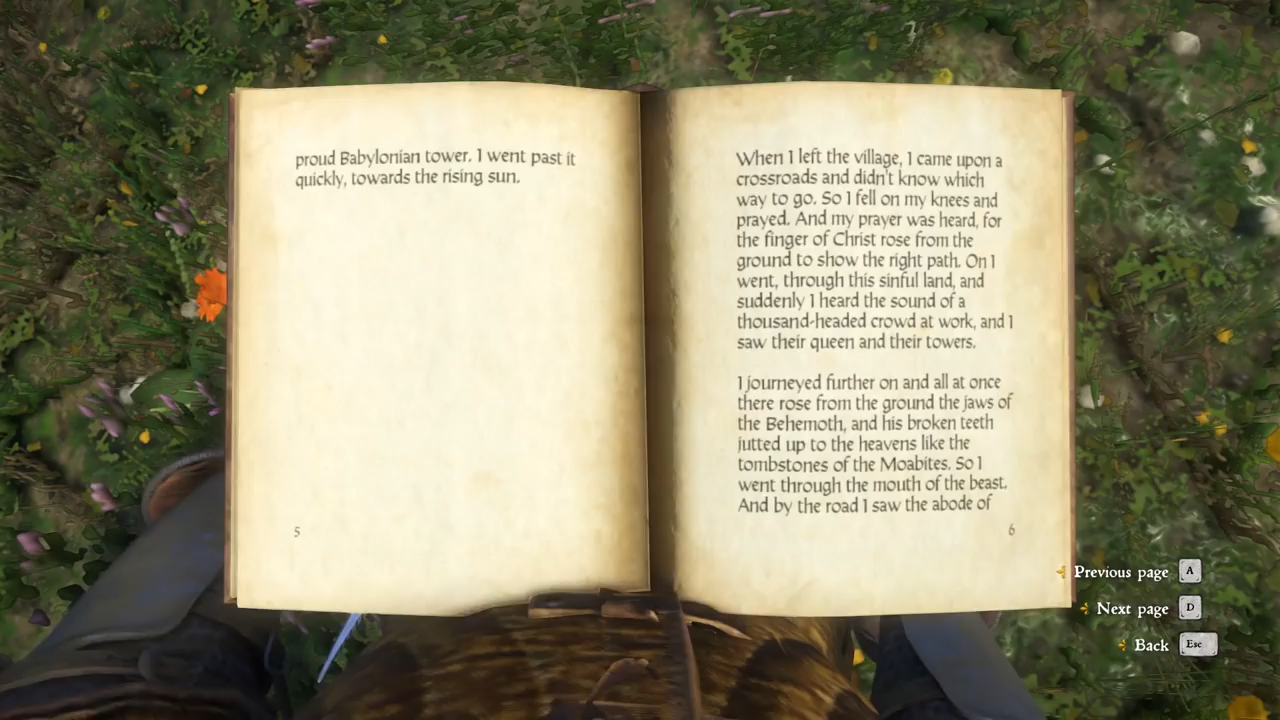 proud Babylonian tower. I went past it
quickly, towards the rising sun.
5
When I left the village, I came upon a
crossroads and didn't know which
way to go. So I fell on my knees and
prayed. And my prayer was heard, for
the finger of Christ rose from the
ground to show the right path. On I
went, through this sinful land, and
suddenly I heard the sound of a
thousand-headed crowd at work, and I
saw their queen and their towers.
I journeyed further on and all at once
there rose from the ground the jaws of
the Behemoth, and his broken teeth
jutted up to the heavens like the
tombstones of the Moabites. So I
went through the mouth of the beast.
And by the road I saw the abode of
6
Previous page A
Next page D
Back Esc